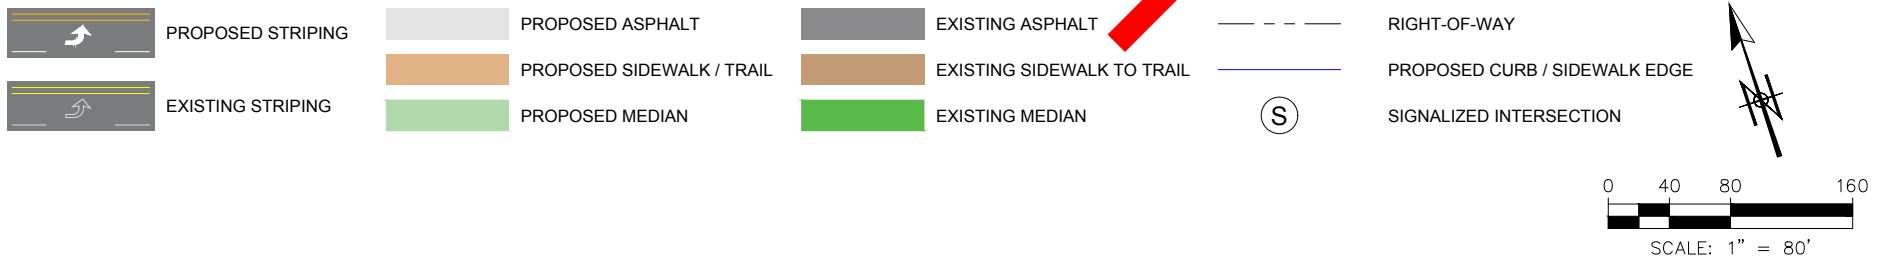 PROPOSED STRIPING
EXISTING STRIPING
PROPOSED ASPHALT
PROPOSED SIDEWALK / TRAIL
PROPOSED MEDIAN
EXISTING ASPHALT
EXISTING SIDEWALK TO TRAIL
EXISTING MEDIAN
RIGHT-OF-WAY
PROPOSED CURB / SIDEWALK EDGE
S SIGNALIZED INTERSECTION
N
0 40 80 160
SCALE: 1" = 80'